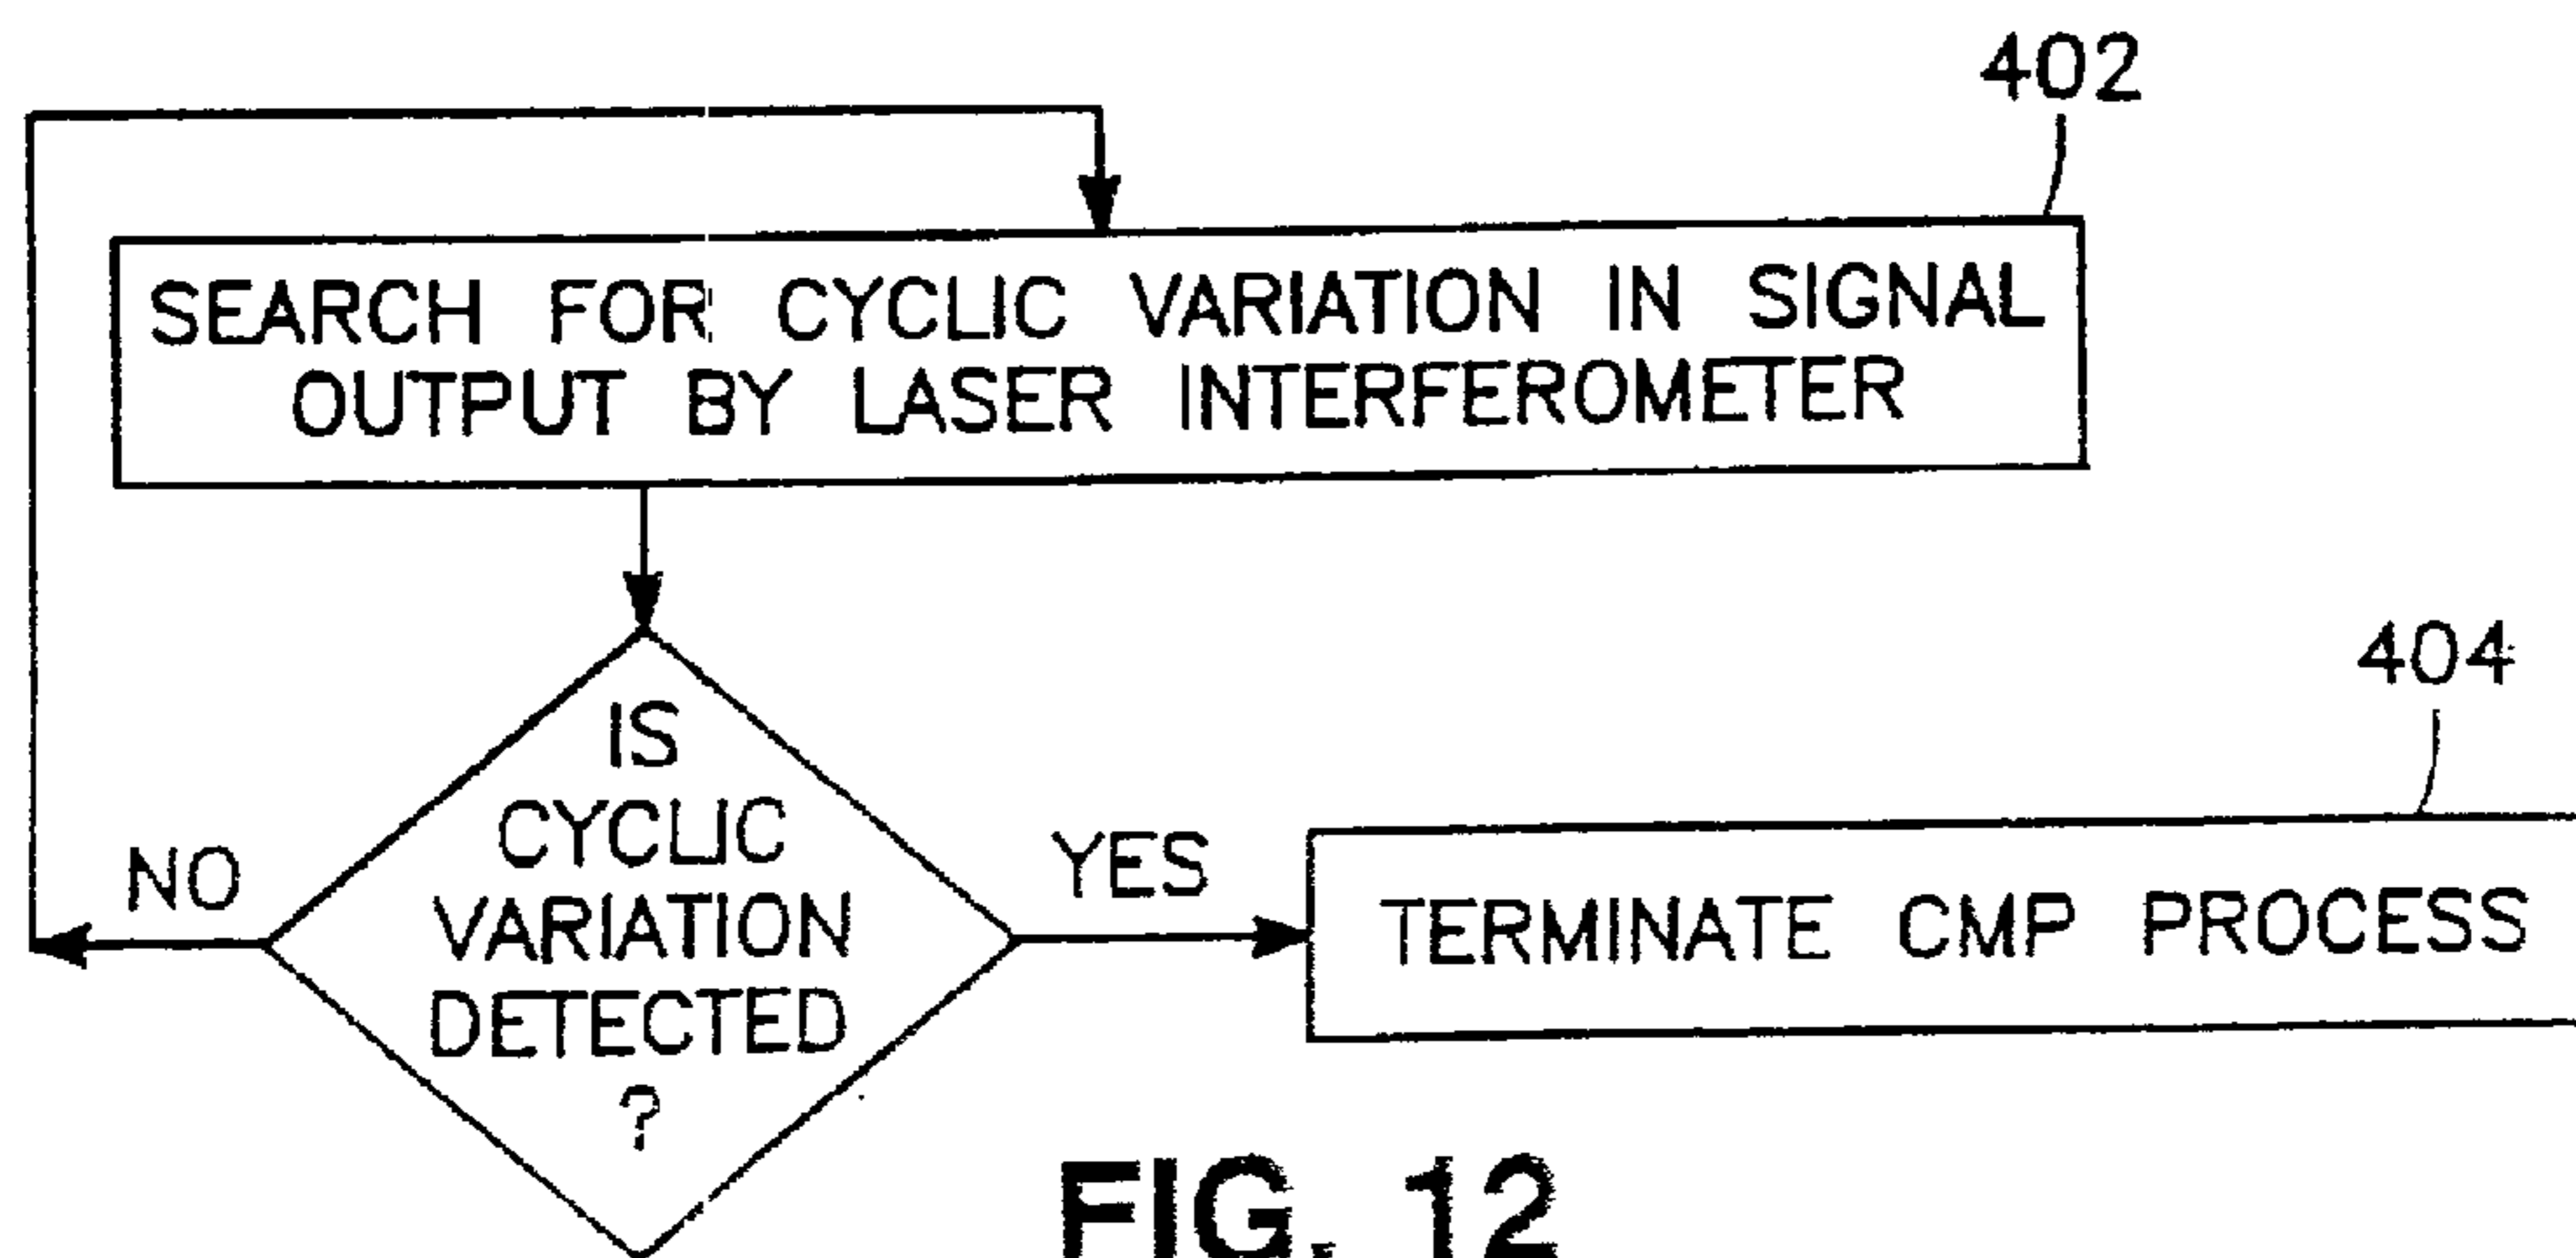 402
SEARCH FOR CYCLIC VARIATION IN SIGNAL
OUTPUT BY LASER INTERFEROMETER
IS
CYCLIC
VARIATION
DETECTED
?
NO
YES
404
TERMINATE CMP PROCESS
FIG. 12